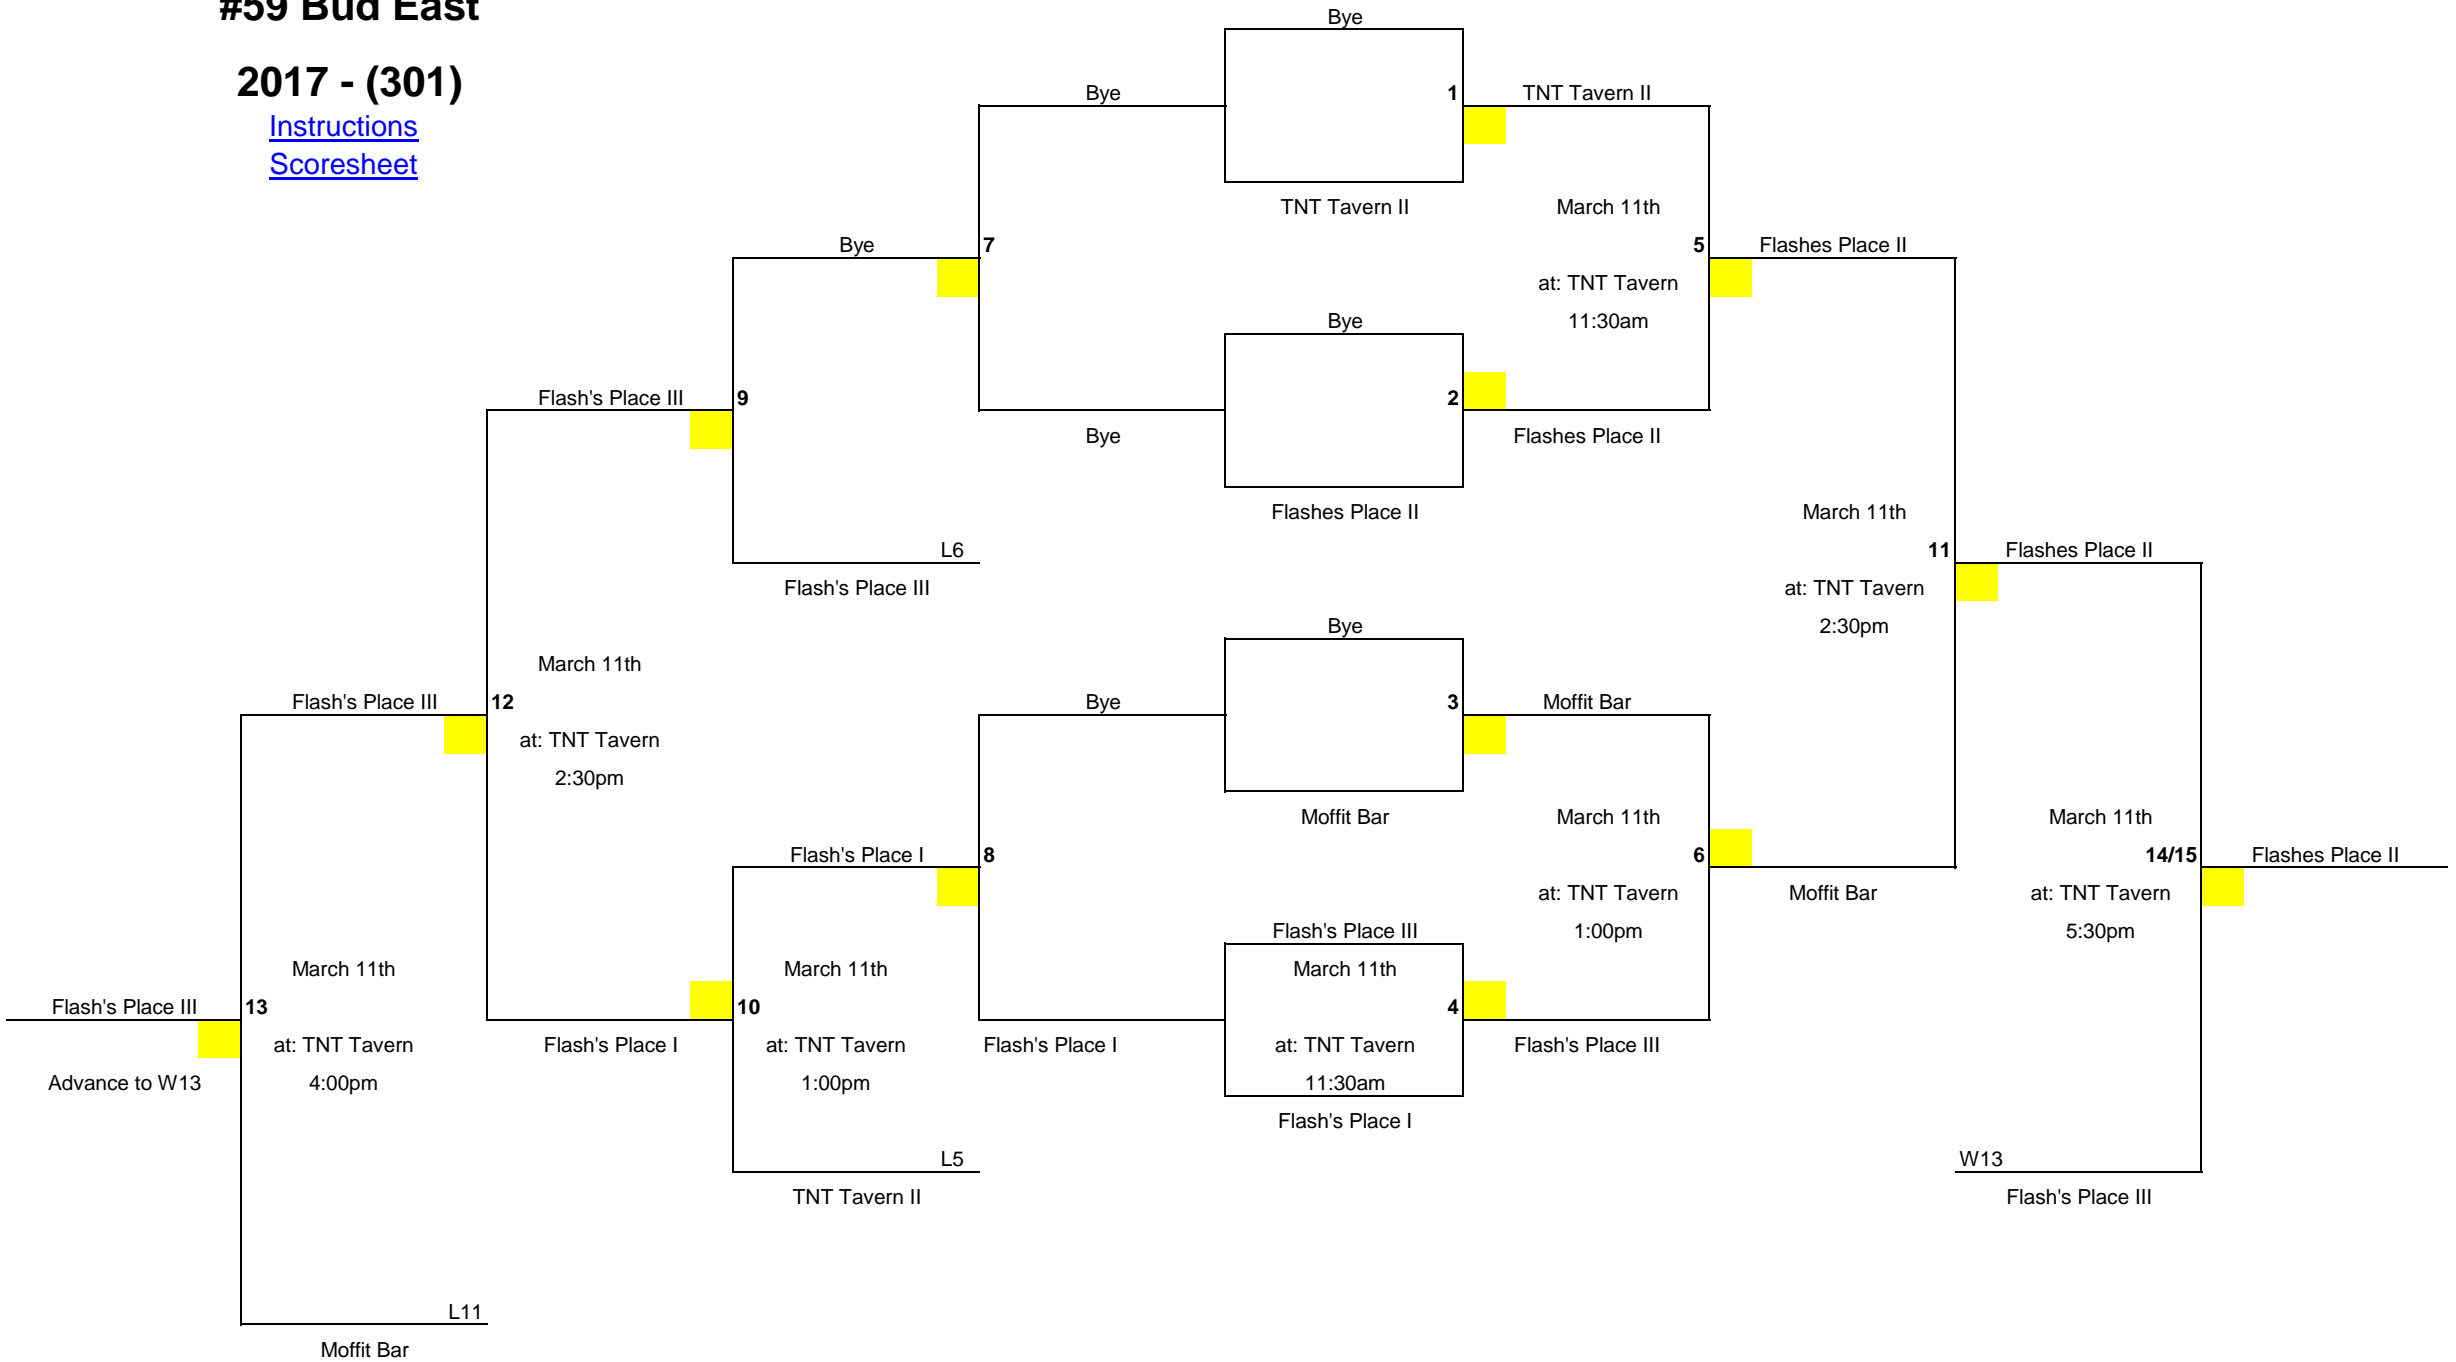 #59 Bud East
2017 - (301)
Instructions
Scoresheet
Bye
Bye
1
TNT Tavern II
TNT Tavern II
March 11th
Bye
7
5
Flashes Place II
at: TNT Tavern
Bye
11:30am
Flash's Place III
9
2
Bye
Flashes Place II
Flashes Place II
March 11th
L6
11
Flashes Place II
Flash's Place III
at: TNT Tavern
Bye
2:30pm
March 11th
Flash's Place III
12
Bye
3
Moffit Bar
at: TNT Tavern
2:30pm
Moffit Bar
March 11th
March 11th
Flash's Place I
8
6
14/15
Flashes Place II
at: TNT Tavern
Moffit Bar
at: TNT Tavern
Flash's Place III
1:00pm
5:30pm
March 11th
March 11th
March 11th
Flash's Place III
13
10
4
at: TNT Tavern
Flash's Place I
at: TNT Tavern
Flash's Place I
at: TNT Tavern
Flash's Place III
Advance to W13
4:00pm
1:00pm
11:30am
Flash's Place I
L5
W13
TNT Tavern II
Flash's Place III
L11
Moffit Bar